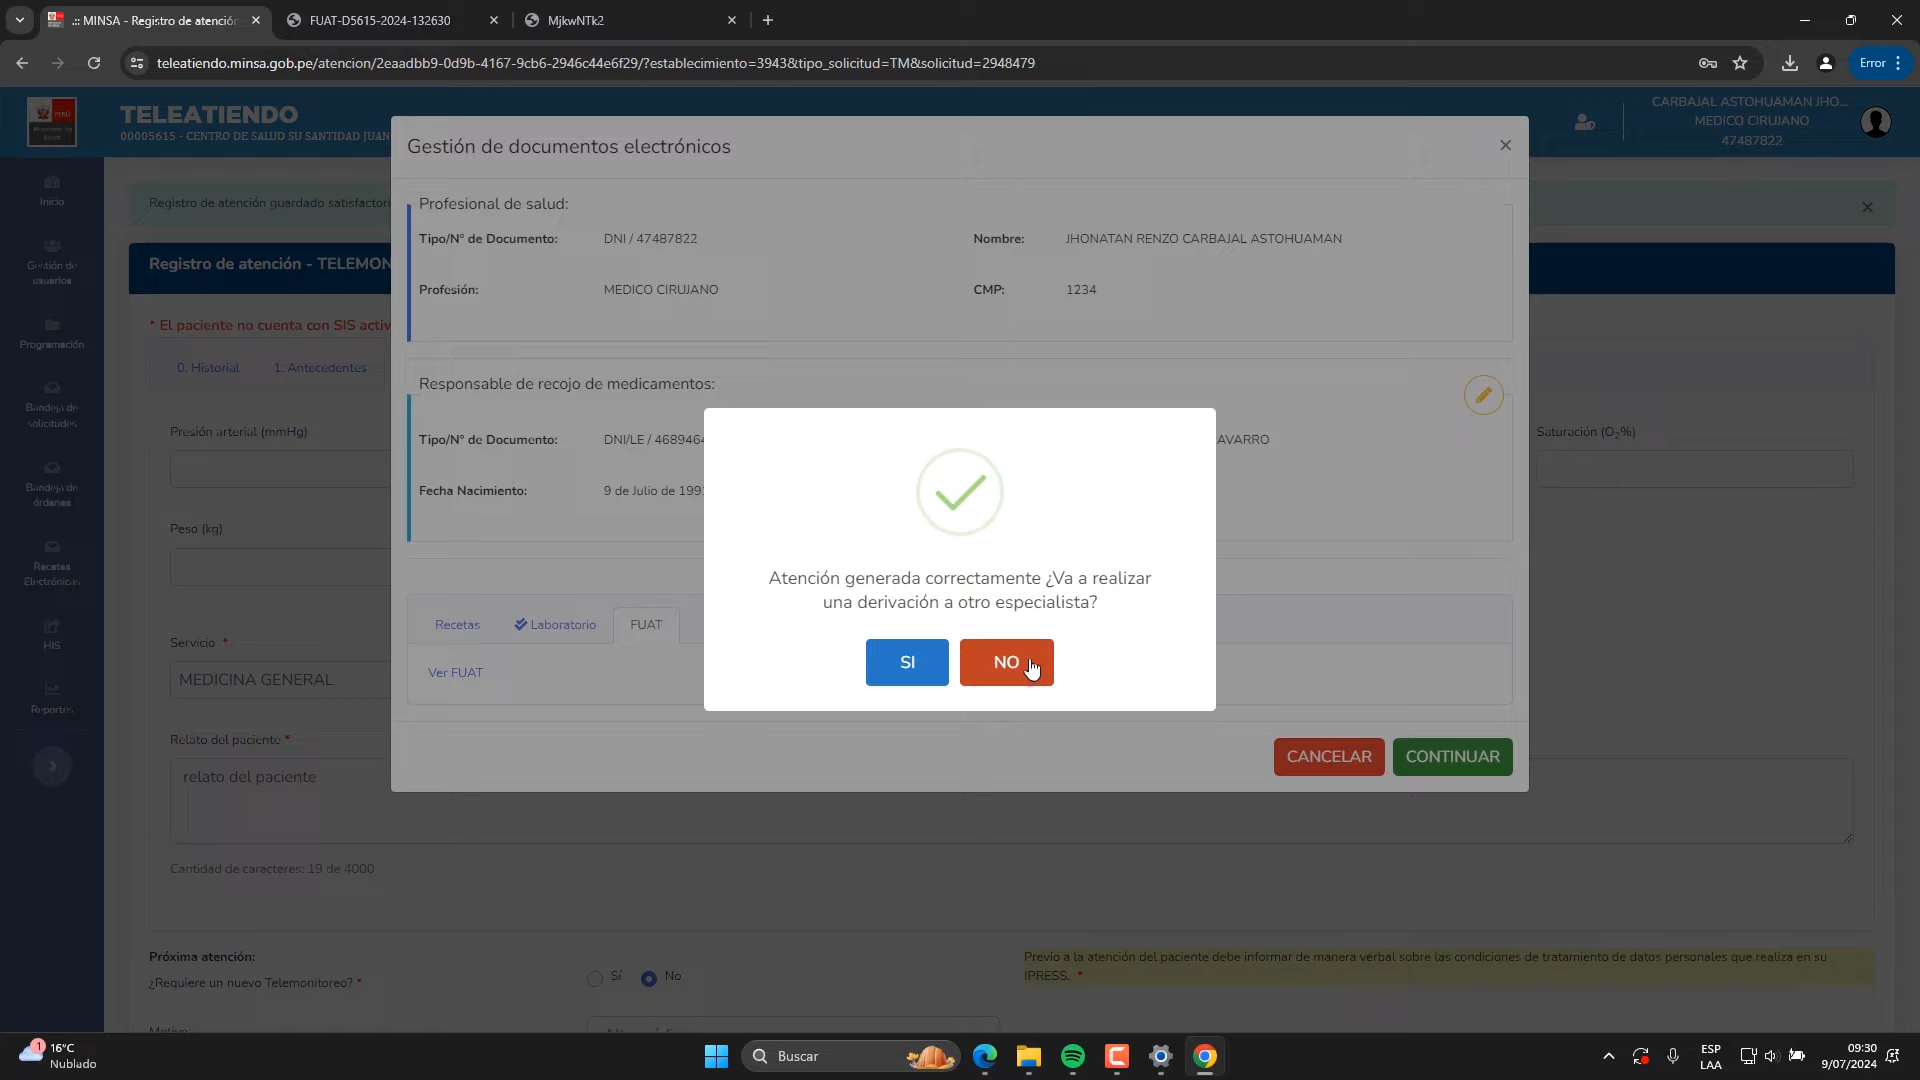 .:: MINSA - Registro de atención
FUAT-D5615-2024-132630
MjkwNTk2
teleatiendo.minsa.gob.pe/atencion/2eaadbb9-0d9b-4167-9cb6-2946c44e6f29/?establecimiento=3943&tipo_solicitud=TM&solicitud=2948479
Error
TELEATIENDO
00005615 - CENTRO DE SALUD SU SANTIDAD JUAN
CARBAJAL ASTOHUAMAN JHO...
MEDICO CIRUJANO
47487822
PERÚ
Ministerio de
Salud
Inicio
Gestión de
usuarios
Programación
Bandeja de
solicitudes
Bandeja de
órdenes
Recetas
Electrónicas
HIS
Reportes
Registro de atención guardado satisfactori
Registro de atención - TELEMON
* El paciente no cuenta con SIS activ
0. Historial
1. Antecedentes
Presión arterial (mmHg)
Saturación (O2%)
Peso (kg)
Servicio *
MEDICINA GENERAL
Relato del paciente *
relato del paciente
Cantidad de caracteres: 19 de 4000
Gestión de documentos electrónicos
Profesional de salud:
Tipo/Nº de Documento: DNI / 47487822
Nombre: JHONATAN RENZO CARBAJAL ASTOHUAMAN
Profesión: MEDICO CIRUJANO
CMP: 1234
Responsable de recojo de medicamentos:
Tipo/Nº de Documento: DNI/LE / 4689464
AVARRO
Fecha Nacimiento: 9 de Julio de 199
Recetas
Laboratorio
FUAT
Ver FUAT
CANCELAR
CONTINUAR
Atención generada correctamente ¿Va a realizar
una derivación a otro especialista?
SI
NO
Próxima atención:
¿Requiere un nuevo Telemonitoreo? *
Sí
No
Previo a la atención del paciente debe informar de manera verbal sobre las condiciones de tratamiento de datos personales que realiza en su
IPRESS. *
1
16°C
Nublado
Buscar
ESP
LAA
09:30
9/07/2024